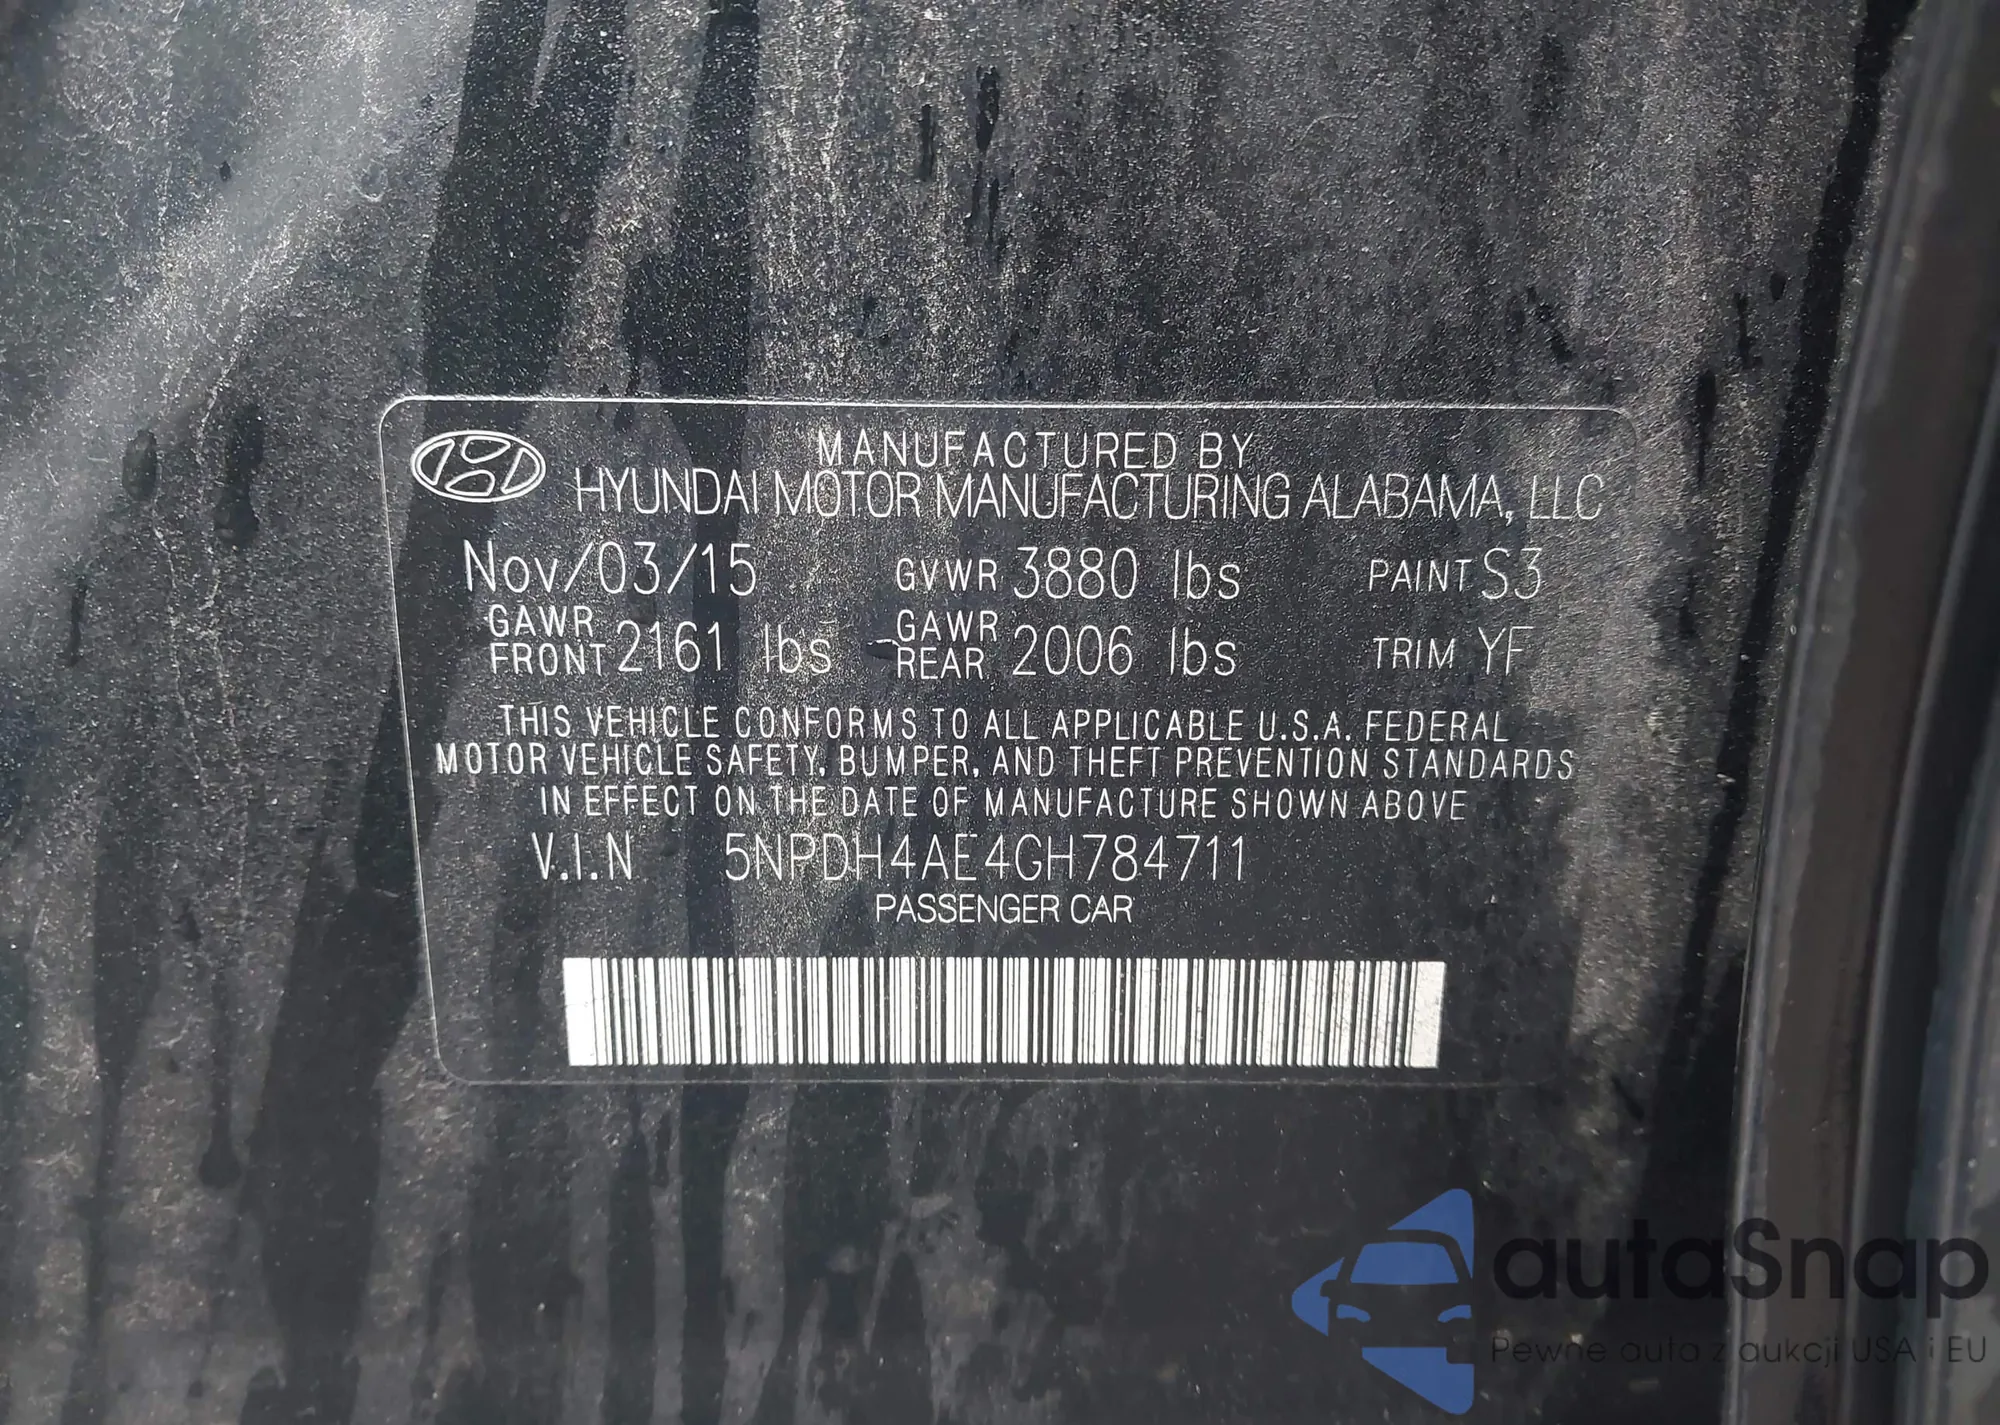 MANUFACTURED BY
HYUNDAI MOTOR MANUFACTURING ALABAMA, LLC
Nov/03/15 GVWR 3880 lbs PAINT S3
GAWR FRONT 2161 lbs GAWR REAR 2006 lbs TRIM YF
THIS VEHICLE CONFORMS TO ALL APPLICABLE U.S.A. FEDERAL
MOTOR VEHICLE SAFETY, BUMPER, AND THEFT PREVENTION STANDARDS
IN EFFECT ON THE DATE OF MANUFACTURE SHOWN ABOVE
V.I.N 5NPDH4AE4GH784711
PASSENGER CAR
autaSnap
Pewne auta z aukcji USA i EU